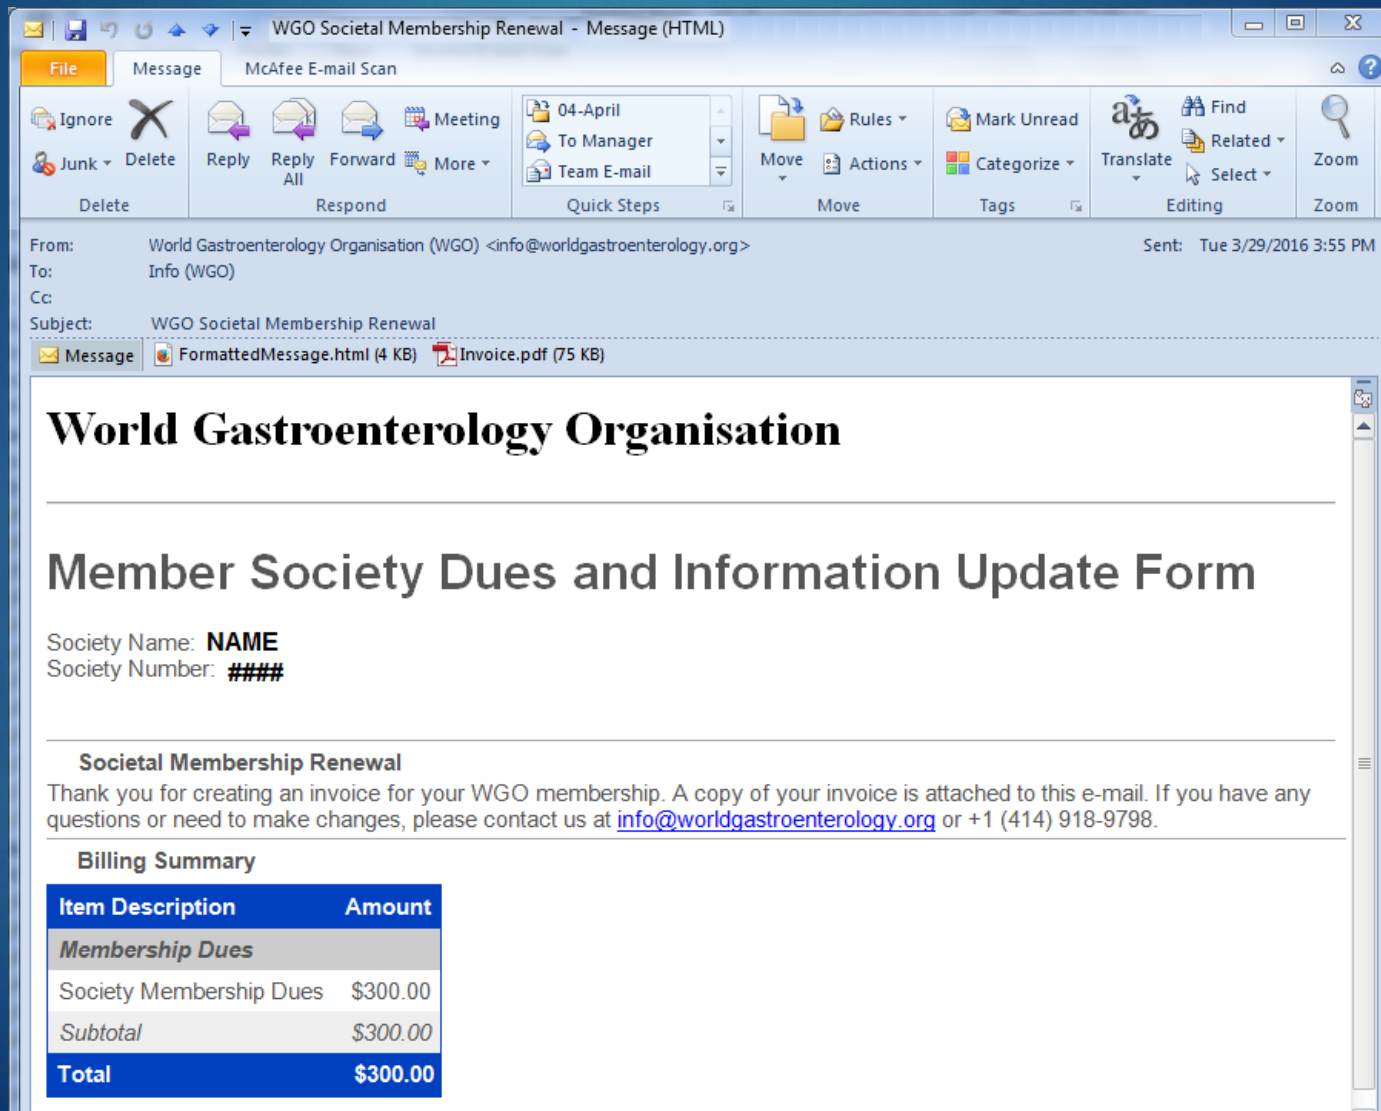 WGO Societal Membership Renewal - Message (HTML)
File Message McAfee E-mail Scan
Ignore
Junk
Delete
Delete
Reply
Reply All
Forward
Meeting
More
Respond
04-April
To Manager
Team E-mail
Quick Steps
Move
Rules
Actions
Move
Mark Unread
Categorize
Tags
Translate
Find
Related
Select
Editing
Zoom
Zoom
From: World Gastroenterology Organisation (WGO) <info@worldgastroenterology.org> Sent: Tue 3/29/2016 3:55 PM
To: Info (WGO)
Cc:
Subject: WGO Societal Membership Renewal
Message FormattedMessage.html (4 KB) Invoice.pdf (75 KB)
World Gastroenterology Organisation
Member Society Dues and Information Update Form
Society Name: NAME
Society Number: ####
Societal Membership Renewal
Thank you for creating an invoice for your WGO membership. A copy of your invoice is attached to this e-mail. If you have any
questions or need to make changes, please contact us at info@worldgastroenterology.org or +1 (414) 918-9798.
Billing Summary
Item Description Amount
Membership Dues
Society Membership Dues $300.00
Subtotal $300.00
Total $300.00